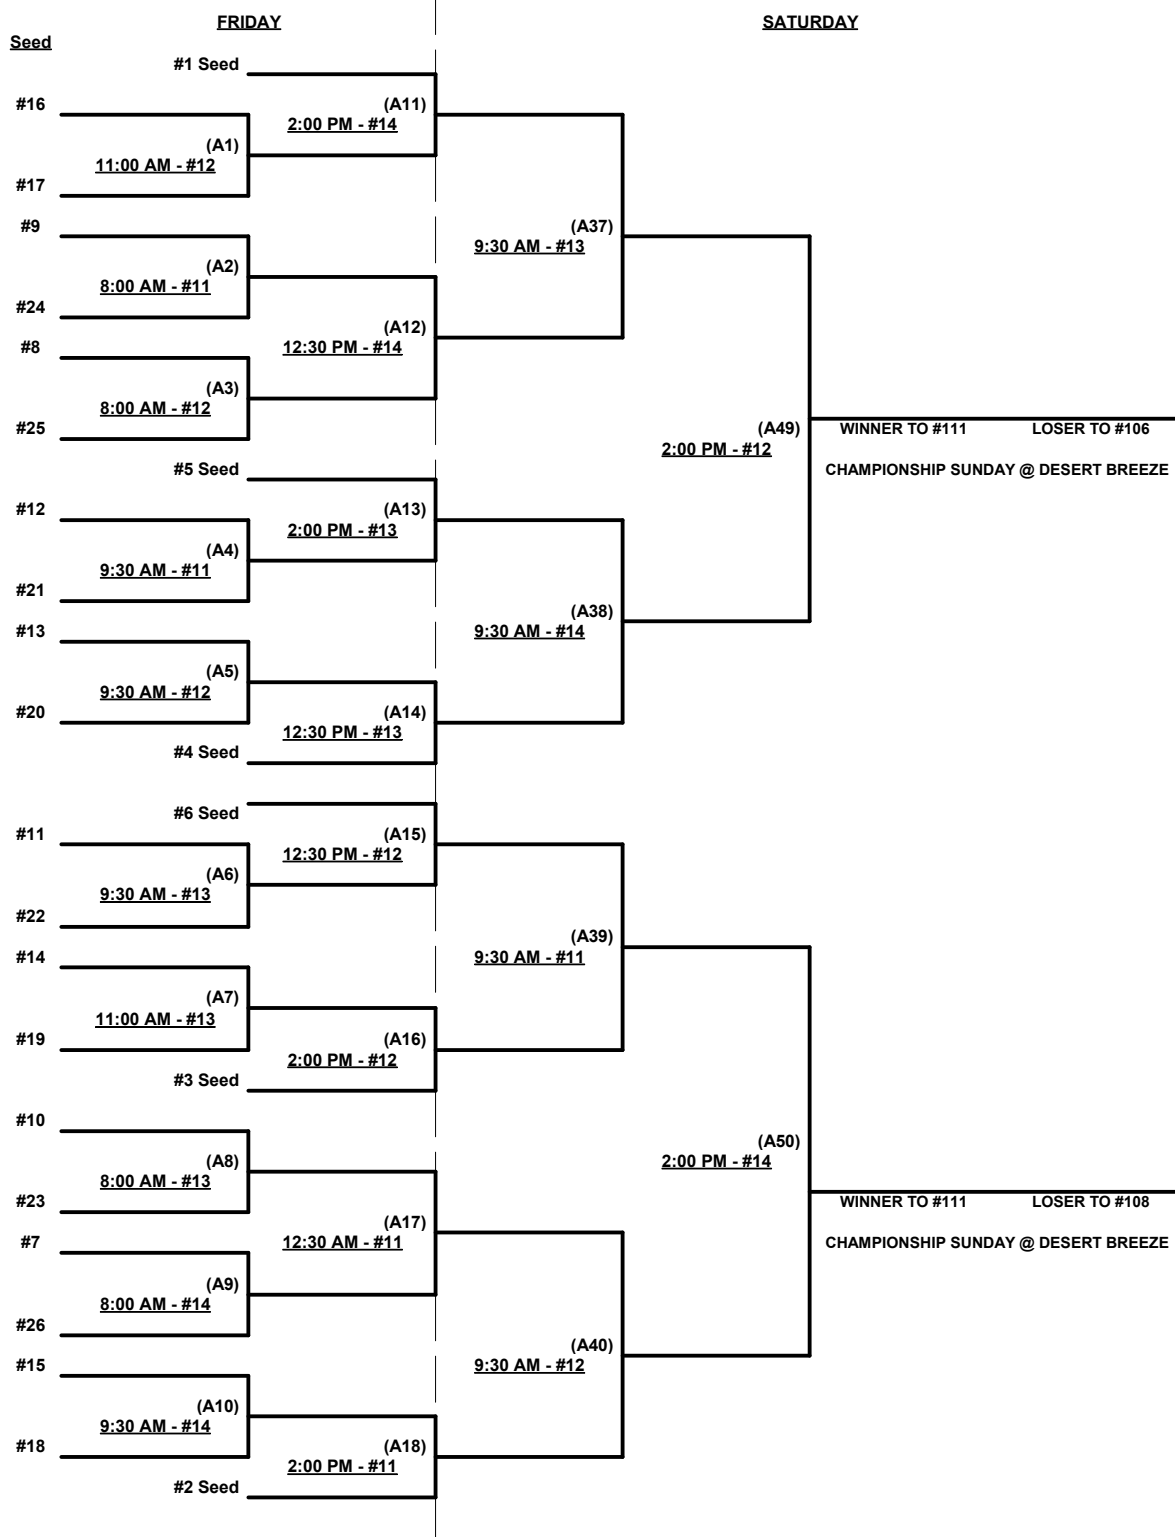 FRIDAY
SATURDAY
Seed
#1 Seed
#16
(A11)
2:00 PM - #14
(A1)
11:00 AM - #12
#17
#9
(A37)
9:30 AM - #13
(A2)
8:00 AM - #11
#24
(A12)
12:30 PM - #14
#8
(A3)
8:00 AM - #12
#25
(A49)
2:00 PM - #12
WINNER TO #111 LOSER TO #106
CHAMPIONSHIP SUNDAY @ DESERT BREEZE
#5 Seed
#12
(A13)
2:00 PM - #13
(A4)
9:30 AM - #11
#21
(A38)
9:30 AM - #14
#13
(A5)
9:30 AM - #12
#20
(A14)
12:30 PM - #13
#4 Seed
#6 Seed
#11
(A15)
12:30 PM - #12
(A6)
9:30 AM - #13
#22
(A39)
9:30 AM - #11
#14
(A7)
11:00 AM - #13
#19
(A16)
2:00 PM - #12
#3 Seed
#10
(A50)
2:00 PM - #14
(A8)
8:00 AM - #13
#23
WINNER TO #111 LOSER TO #108
CHAMPIONSHIP SUNDAY @ DESERT BREEZE
(A17)
12:30 AM - #11
#7
(A9)
8:00 AM - #14
#26
(A40)
9:30 AM - #12
#15
(A10)
9:30 AM - #14
#18
(A18)
2:00 PM - #11
#2 Seed